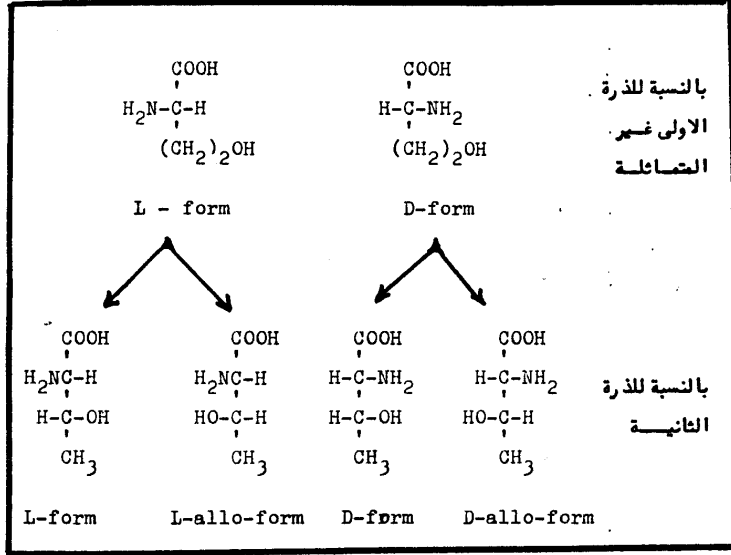 COOH COOH
H₂N-C-H H-C-NH₂
(CH₂)₂OH (CH₂)₂OH
بالنسبة للذرة
الاولى غير
المتماثلة
L - form D-form
COOH COOH COOH COOH
H₂NC-H H₂NC-H H-C-NH₂ H-C-NH₂
H-C-OH HO-C-H H-C-OH HO-C-H
CH₃ CH₃ CH₃ CH₃
بالنسبة للذرة
الثانية
L-form L-allo-form D-form D-allo-form